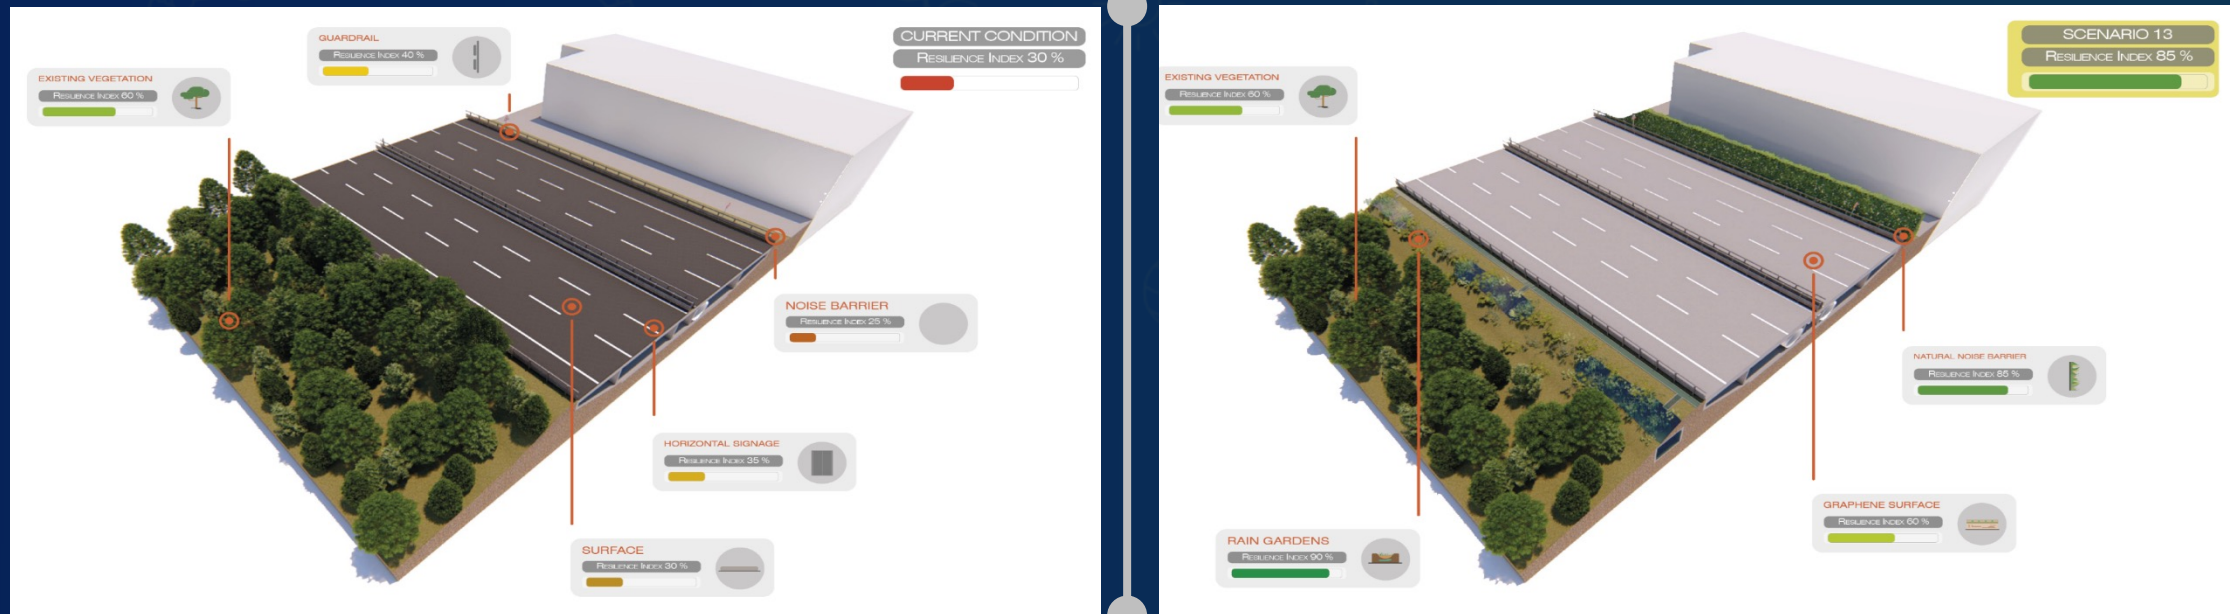 GUARDRAIL
Resilience Index 40 %
EXISTING VEGETATION
Resilience Index 60 %
CURRENT CONDITION
Resilience Index 30 %
NOISE BARRIER
Resilience Index 25 %
HORIZONTAL SIGNAGE
Resilience Index 35 %
SURFACE
Resilience Index 30 %
SCENARIO 13
Resilience Index 85 %
EXISTING VEGETATION
Resilience Index 60 %
NATURAL NOISE BARRIER
Resilience Index 85 %
GRAPHENE SURFACE
Resilience Index 60 %
RAIN GARDENS
Resilience Index 90 %